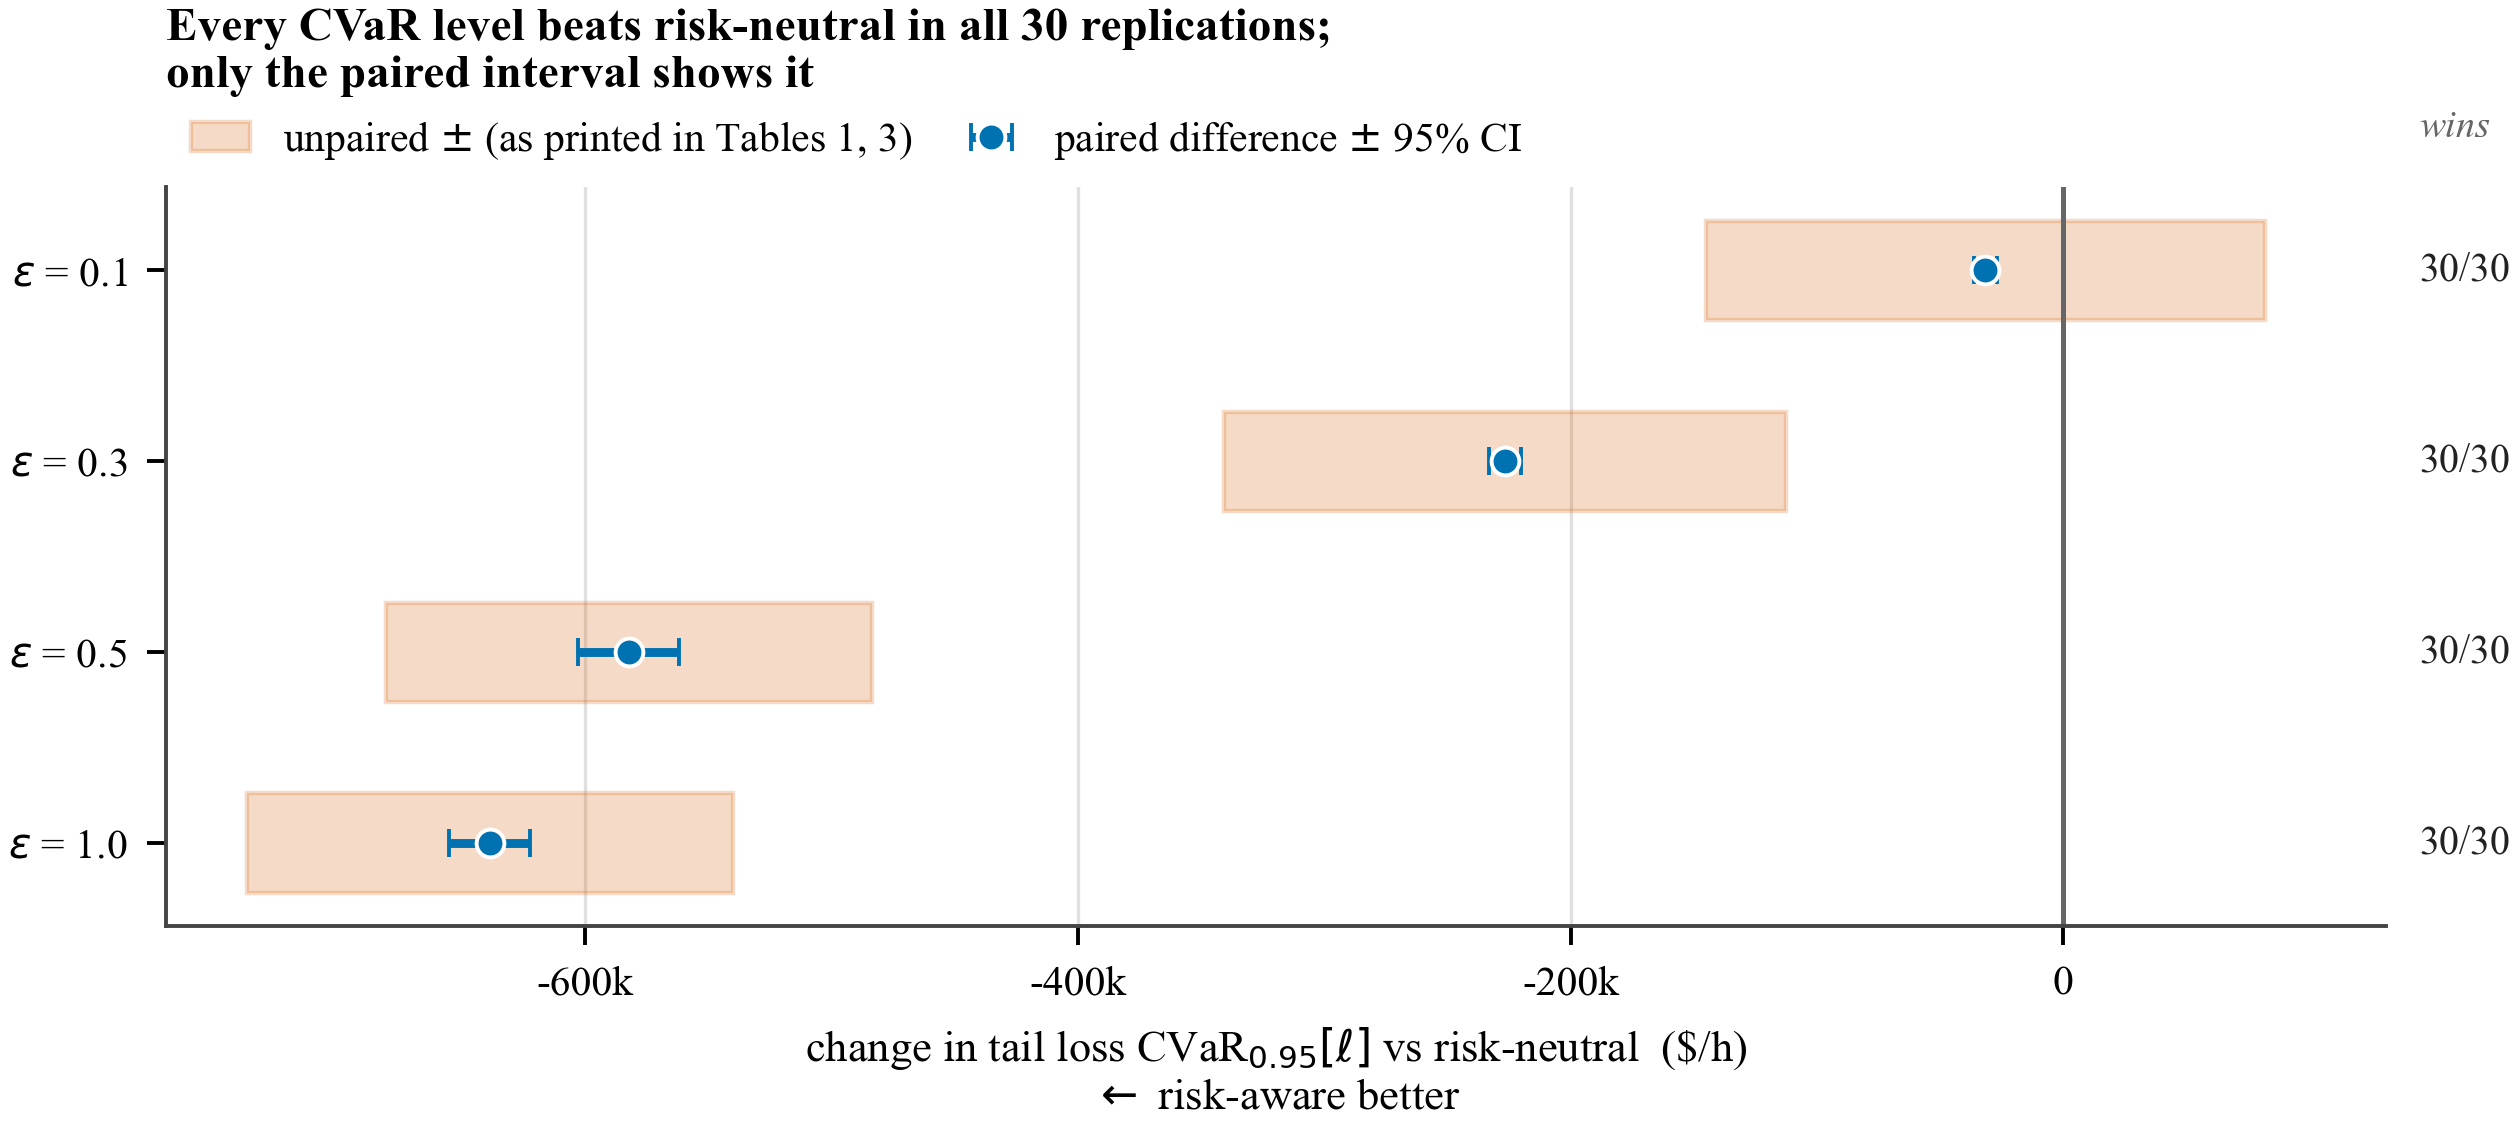 Every CVaR level beats risk-neutral in all 30 replications;
only the paired interval shows it
unpaired ± (as printed in Tables 1, 3)
paired difference ± 95% CI
wins
ε = 0.1
30/30
ε = 0.3
30/30
ε = 0.5
30/30
ε = 1.0
30/30
-600k
-400k
-200k
0
change in tail loss CVaR₀.₉₅[ℓ] vs risk-neutral ($/h)
← risk-aware better